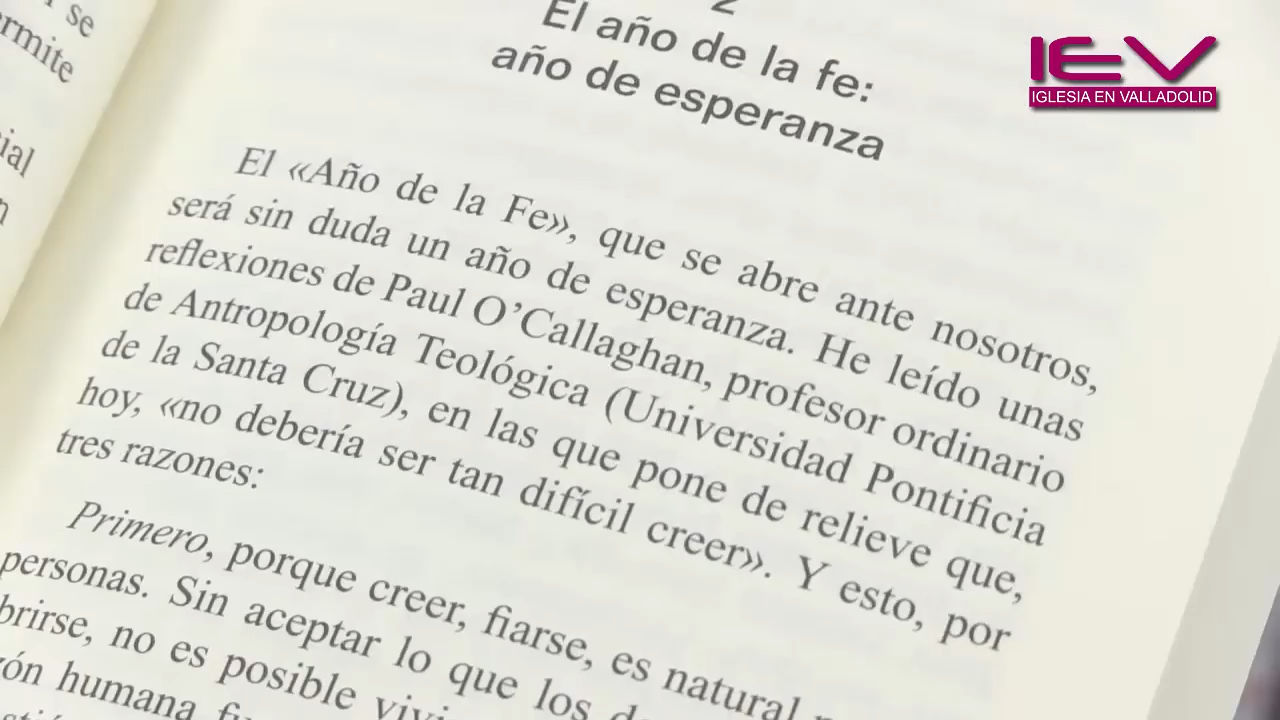 se
ermite
2
El año de la fe:
año de esperanza
IEV
IGLESIA EN VALLADOLID
El «Año de la Fe», que se abre ante nosotros,
será sin duda un año de esperanza. He leído unas
reflexiones de Paul O’Callaghan, profesor ordinario
de Antropología Teológica (Universidad Pontificia
de la Santa Cruz), en las que pone de relieve que,
hoy, «no debería ser tan difícil creer». Y esto, por
tres razones:
Primero, porque creer, fiarse, es natural
personas. Sin aceptar lo que los
brirse, no es posible
zón humana